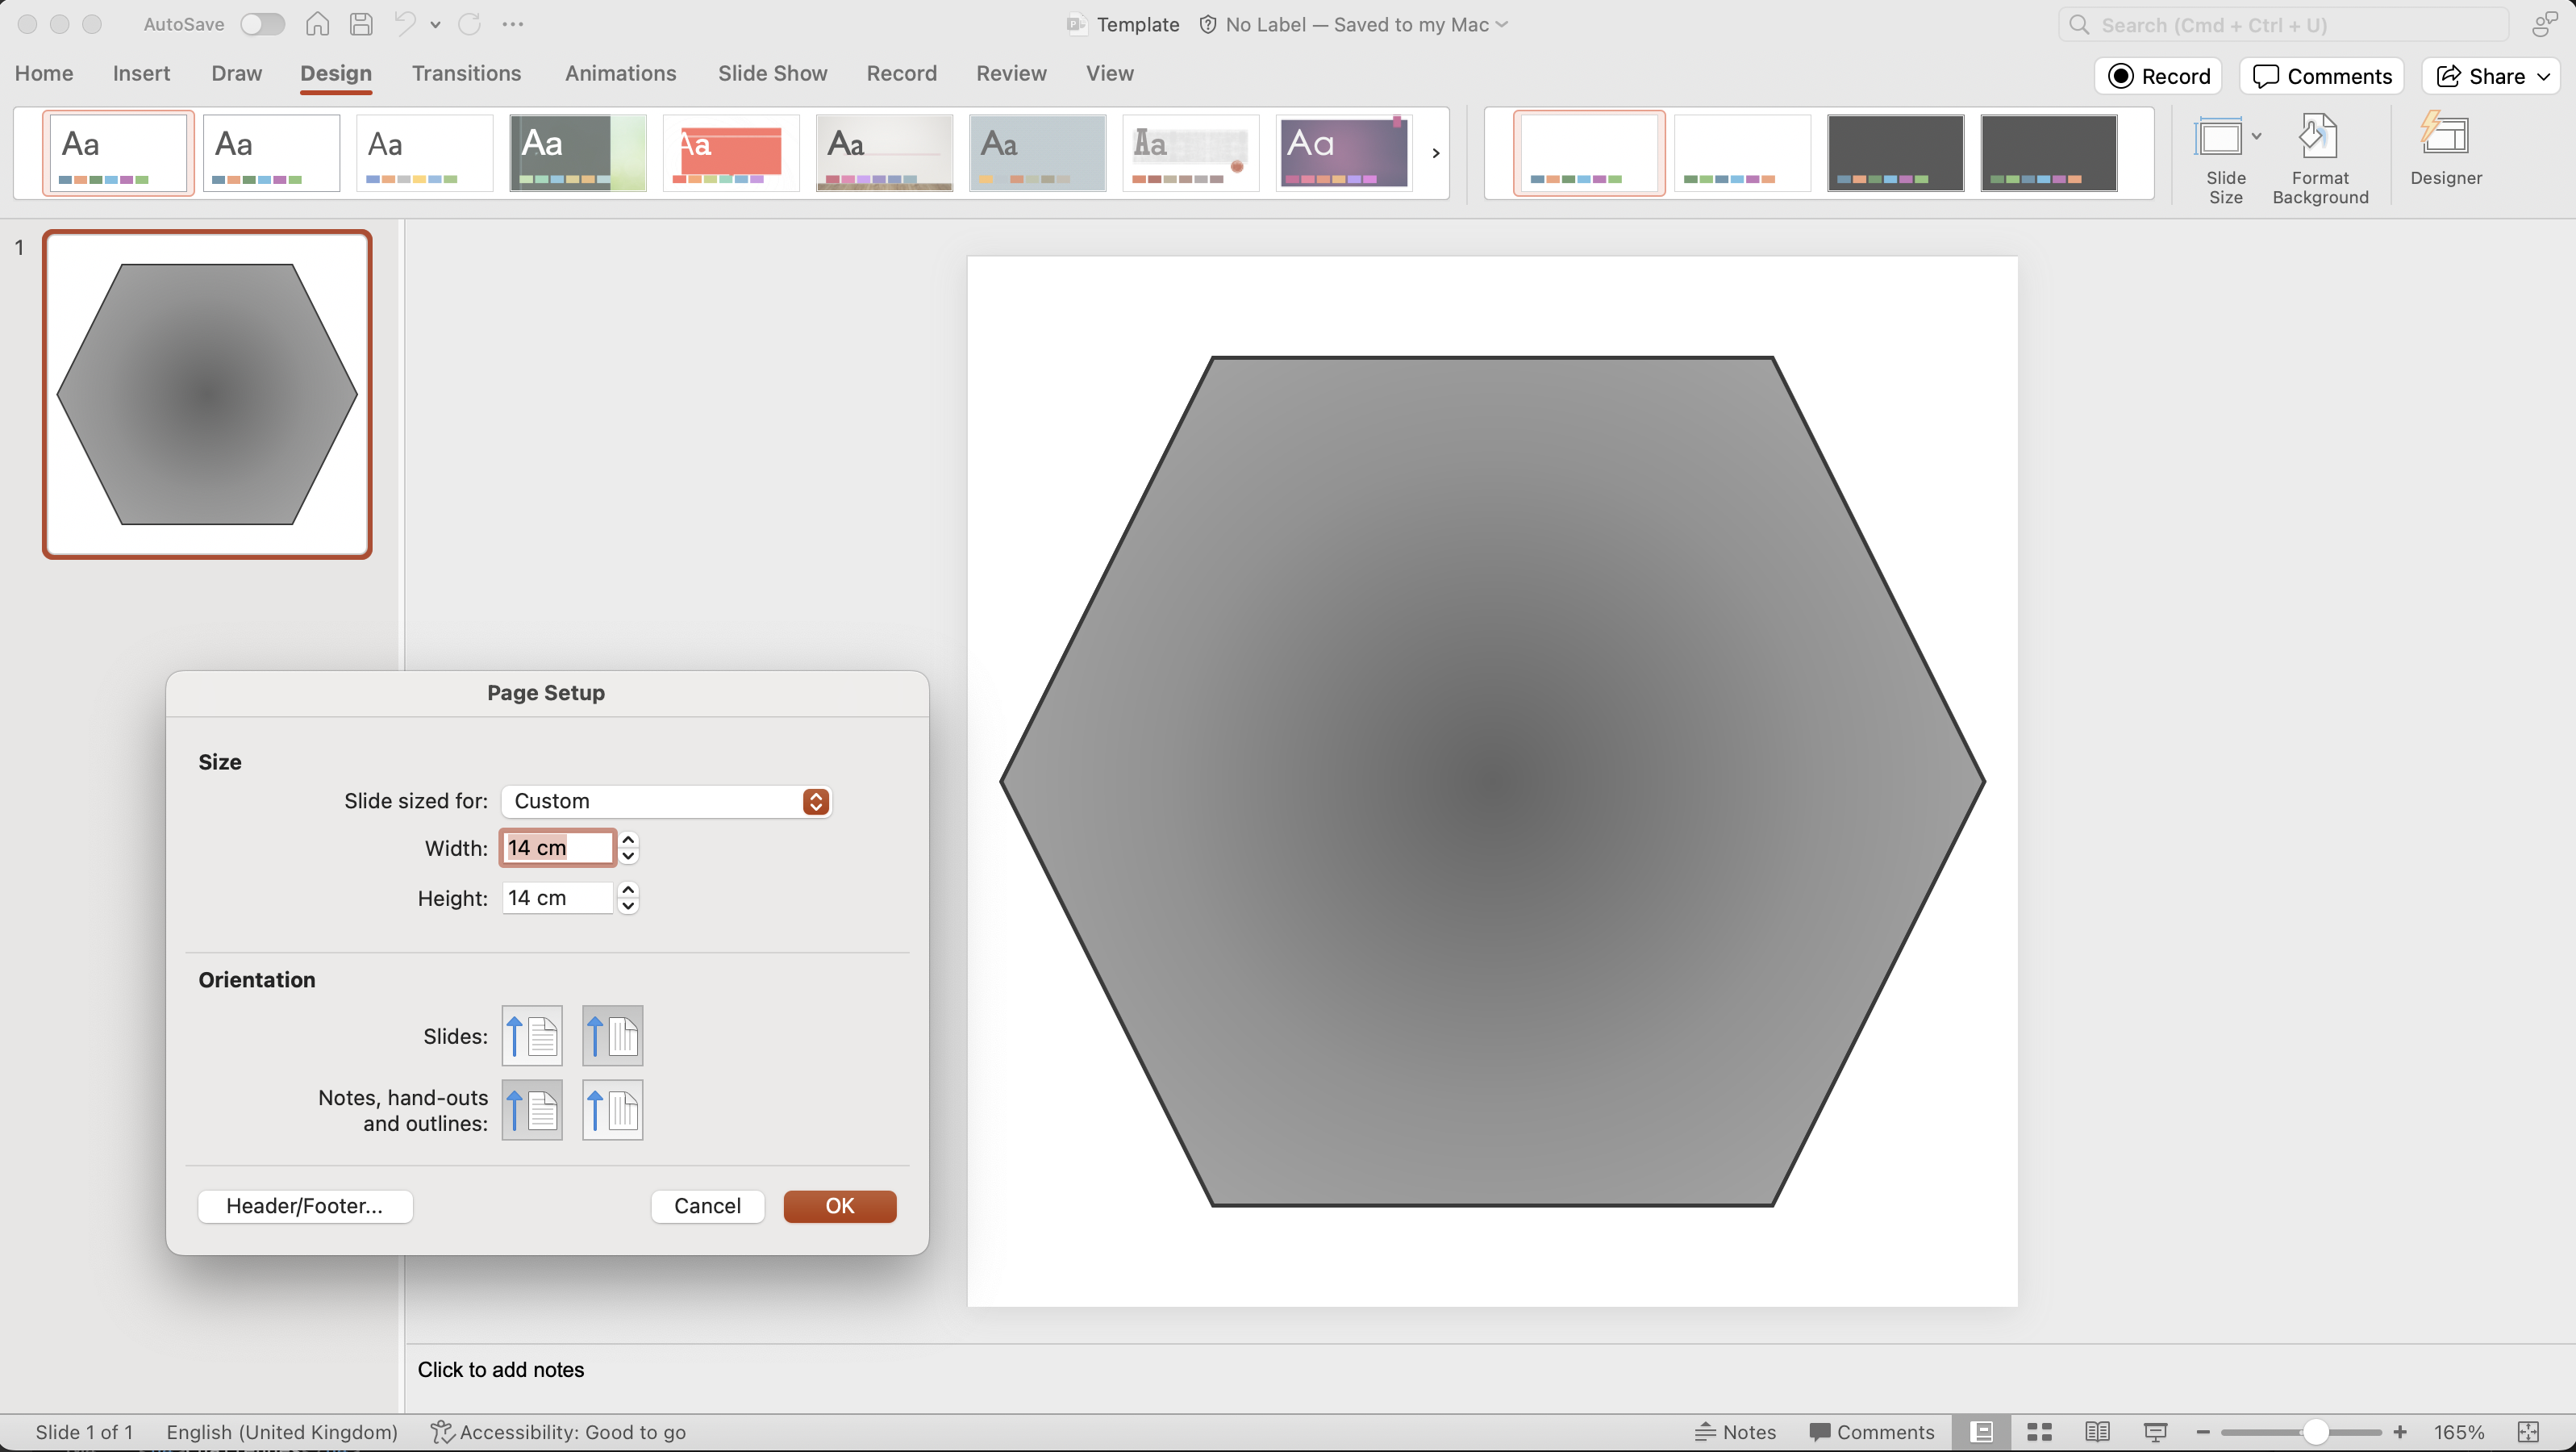 AutoSave
Template
No Label — Saved to my Mac
Search (Cmd + Ctrl + U)
Home
Insert
Draw
Design
Transitions
Animations
Slide Show
Record
Review
View
Record
Comments
Share
Aa
Aa
Aa
Aa
Aa
Aa
Aa
Aa
Aa
Slide
Size
Format
Background
Designer
1
Page Setup
Size
Slide sized for:
Custom
Width:
14 cm
Height:
14 cm
Orientation
Slides:
Notes, hand-outs
and outlines:
Header/Footer...
Cancel
OK
Click to add notes
Slide 1 of 1
English (United Kingdom)
Accessibility: Good to go
Notes
Comments
165%